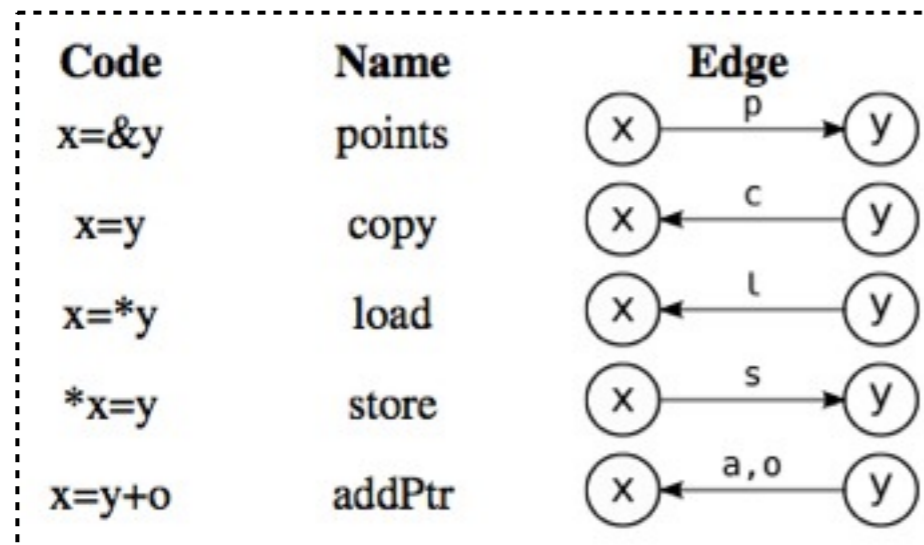 Code Name Edge
x=&y points x p y
x=y copy x c y
x=*y load x l y
*x=y store x s y
x=y+o addPtr x a,o y